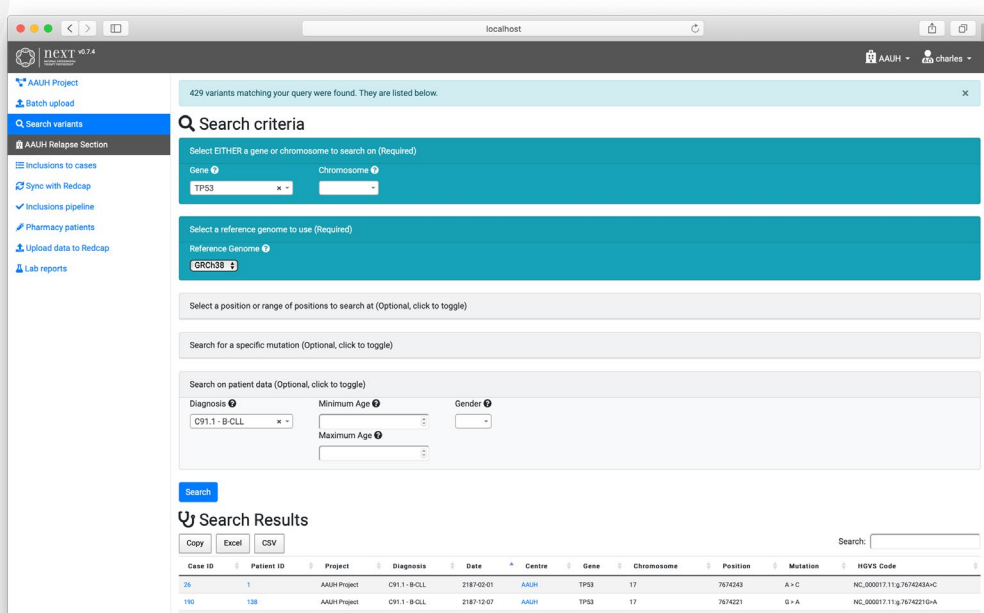 localhost
next v0.7.4
AAUH
charles
AAUH Project
Batch upload
Search variants
AAUH Relapse Section
Inclusions to cases
Sync with Redcap
Inclusions pipeline
Pharmacy patients
Upload data to Redcap
Lab reports
429 variants matching your query were found. They are listed below. ×
Search criteria
Select EITHER a gene or chromosome to search on (Required)
Gene Chromosome
TP53 ×
Select a reference genome to use (Required)
Reference Genome
GRCh38
Select a position or range of positions to search at (Optional, click to toggle)
Search for a specific mutation (Optional, click to toggle)
Search on patient data (Optional, click to toggle)
Diagnosis Minimum Age Gender
C91.1 - B-CLL ×
Maximum Age
Search
Search Results
Copy Excel CSV Search:
Case ID Patient ID Project Diagnosis Date Centre Gene Chromosome Position Mutation HGVS Code
26 1 AAUH Project C91.1 - B-CLL 2187-02-01 AAUH TP53 17 7674243 A > C NC_000017.11:g.7674243A>C
190 138 AAUH Project C91.1 - B-CLL 2187-12-07 AAUH TP53 17 7674221 G > A NC_000017.11:g.7674221G>A